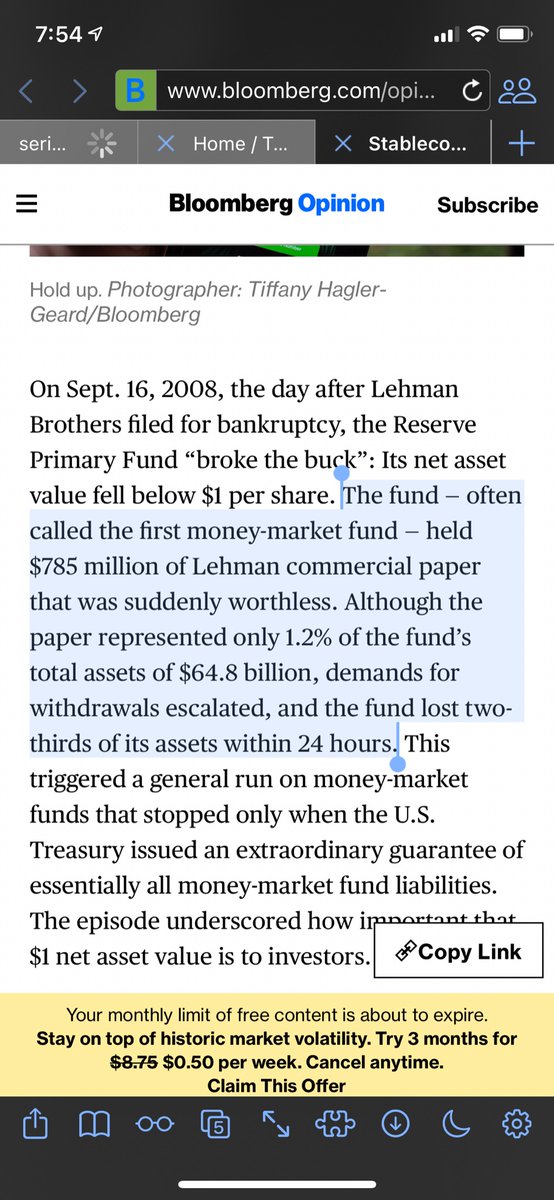 7:54
B www.bloomberg.com/opi...
seri... Home / T... Stableco...
Bloomberg Opinion Subscribe
Hold up. Photographer: Tiffany Hagler-
Geard/Bloomberg
On Sept. 16, 2008, the day after Lehman
Brothers filed for bankruptcy, the Reserve
Primary Fund “broke the buck”: Its net asset
value fell below $1 per share. The fund – often
called the first money-market fund – held
$785 million of Lehman commercial paper
that was suddenly worthless. Although the
paper represented only 1.2% of the fund’s
total assets of $64.8 billion, demands for
withdrawals escalated, and the fund lost two-
thirds of its assets within 24 hours. This
triggered a general run on money-market
funds that stopped only when the U.S.
Treasury issued an extraordinary guarantee of
essentially all money-market fund liabilities.
The episode underscored how important that
$1 net asset value is to investors.
Copy Link
Your monthly limit of free content is about to expire.
Stay on top of historic market volatility. Try 3 months for
$8.75 $0.50 per week. Cancel anytime.
Claim This Offer
5